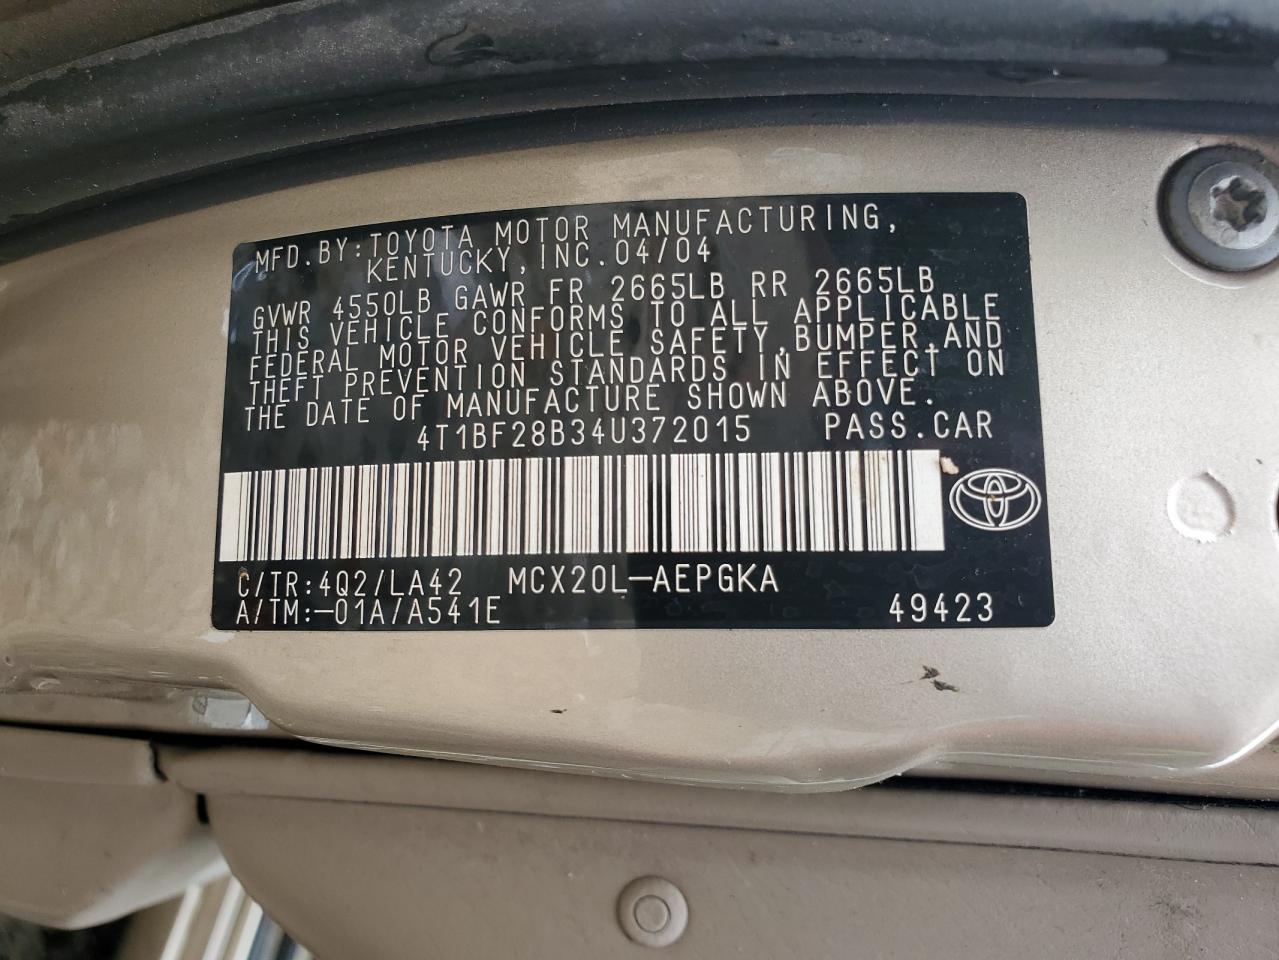 MFD.BY:TOYOTA MOTOR MANUFACTURING,
KENTUCKY,INC.04/04
GVWR 4550LB GAWR FR 2665LB RR 2665LB
THIS VEHICLE CONFORMS TO ALL APPLICABLE
FEDERAL MOTOR VEHICLE SAFETY,BUMPER,AND
THEFT PREVENTION STANDARDS IN EFFECT ON
THE DATE OF MANUFACTURE SHOWN ABOVE.
4T1BF28B34U372015 PASS.CAR
C/TR:4Q2/LA42 MCX20L-AEPGKA
A/TM:-01A/A541E 49423